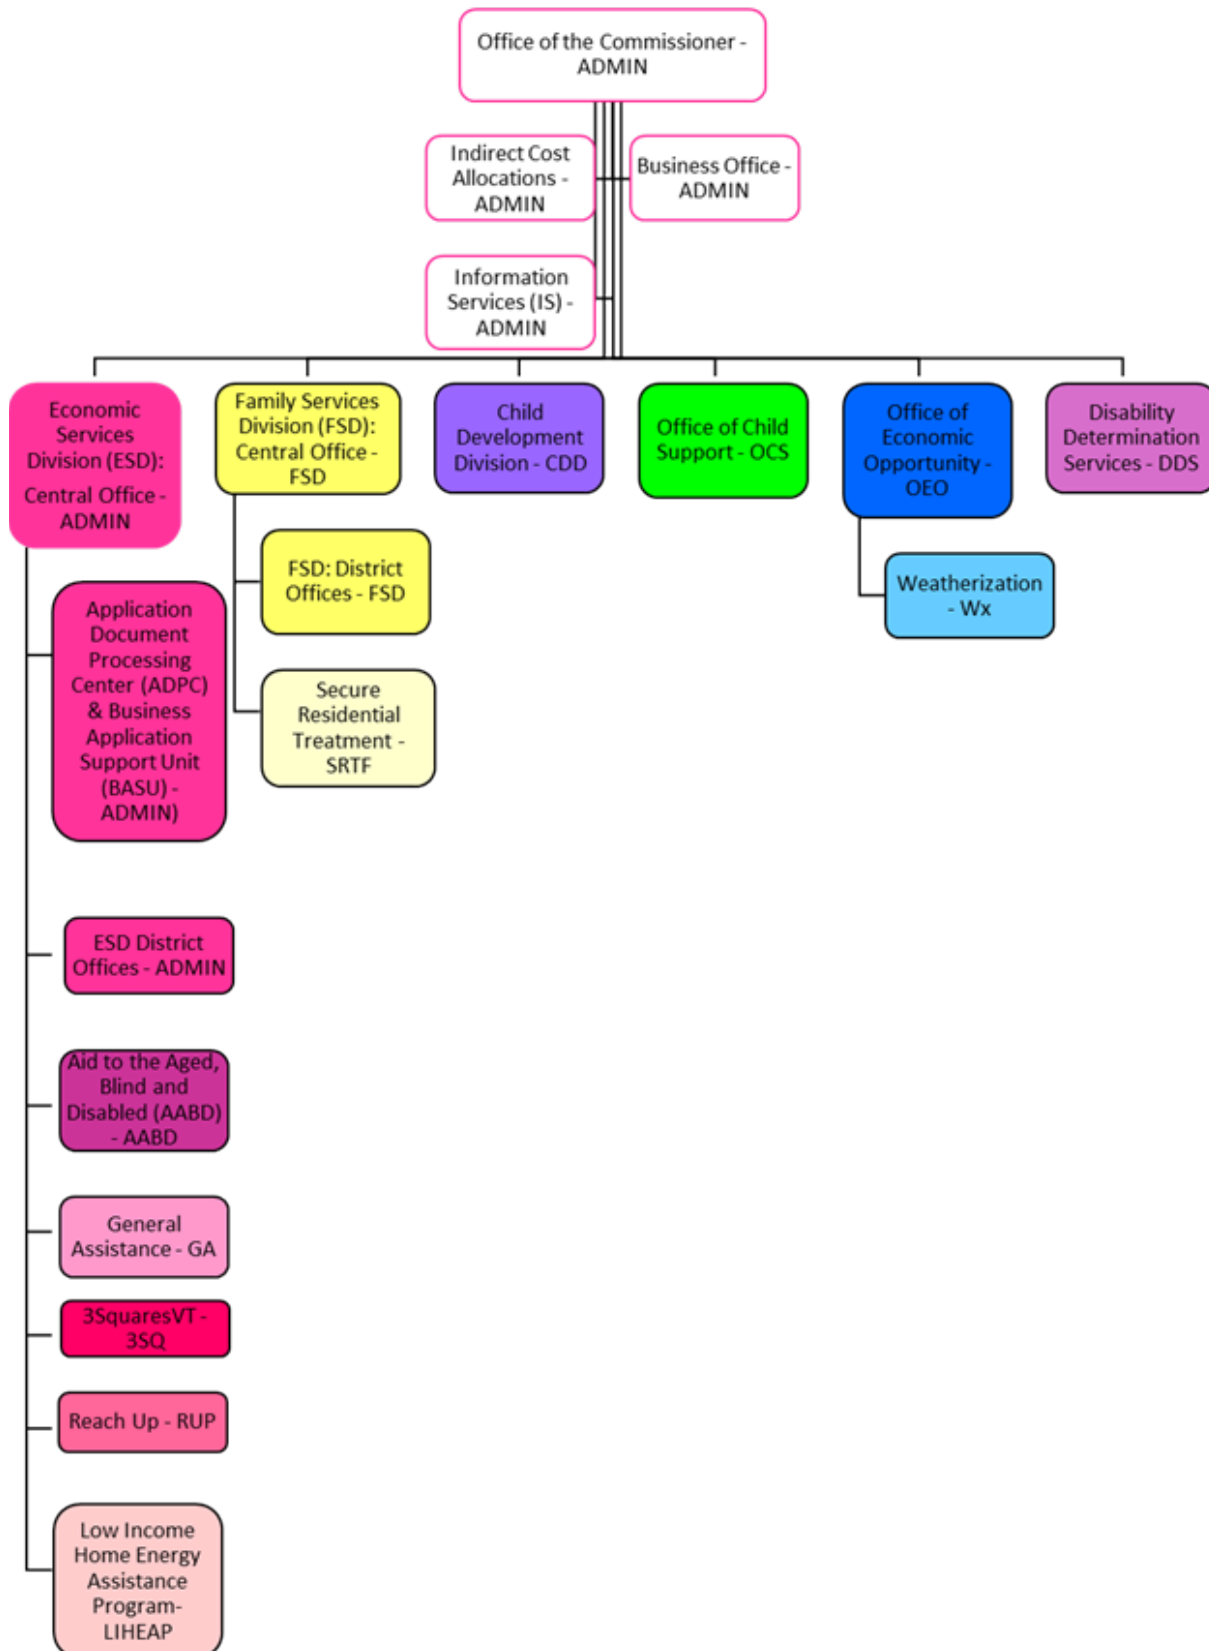 Office of the Commissioner -
ADMIN
Indirect Cost
Allocations -
ADMIN
Business Office -
ADMIN
Information
Services (IS) -
ADMIN
Economic
Services
Division (ESD):
Central Office -
ADMIN
Family Services
Division (FSD):
Central Office -
FSD
Child
Development
Division - CDD
Office of Child
Support - OCS
Office of
Economic
Opportunity -
OEO
Disability
Determination
Services - DDS
FSD: District
Offices - FSD
Weatherization
- Wx
Application
Document
Processing
Center (ADPC)
& Business
Application
Support Unit
(BASU) -
ADMIN)
Secure
Residential
Treatment -
SRTF
ESD District
Offices - ADMIN
Aid to the Aged,
Blind and
Disabled (AABD)
- AABD
General
Assistance - GA
3SquaresVT -
3SQ
Reach Up - RUP
Low Income
Home Energy
Assistance
Program-
LIHEAP